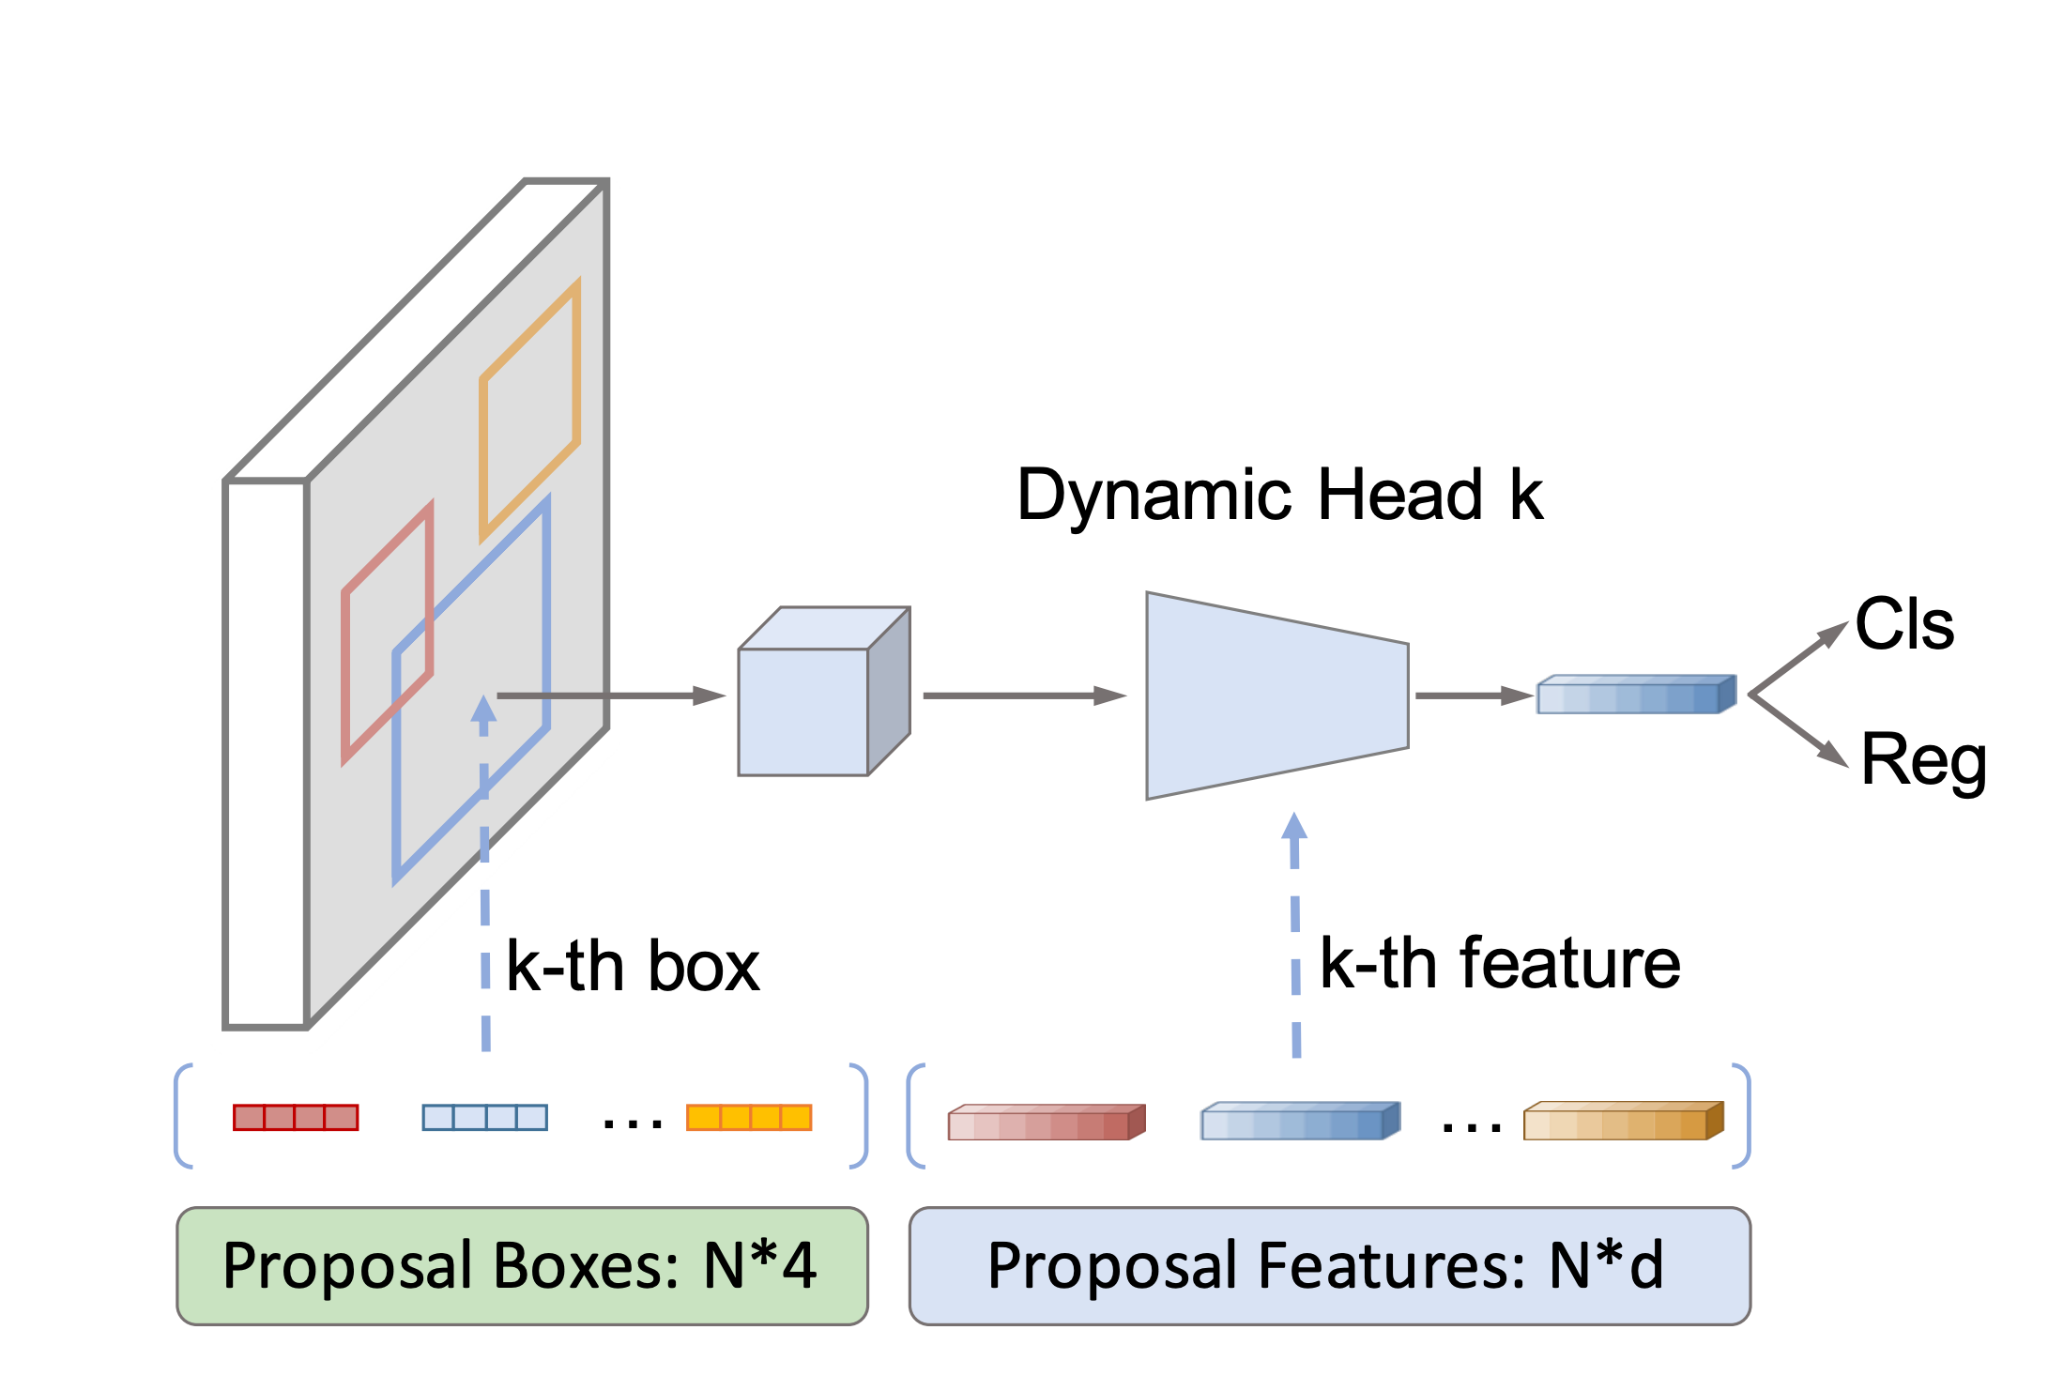 Dynamic Head k
Cls
Reg
k-th box
k-th feature
...
...
Proposal Boxes: N*4
Proposal Features: N*d